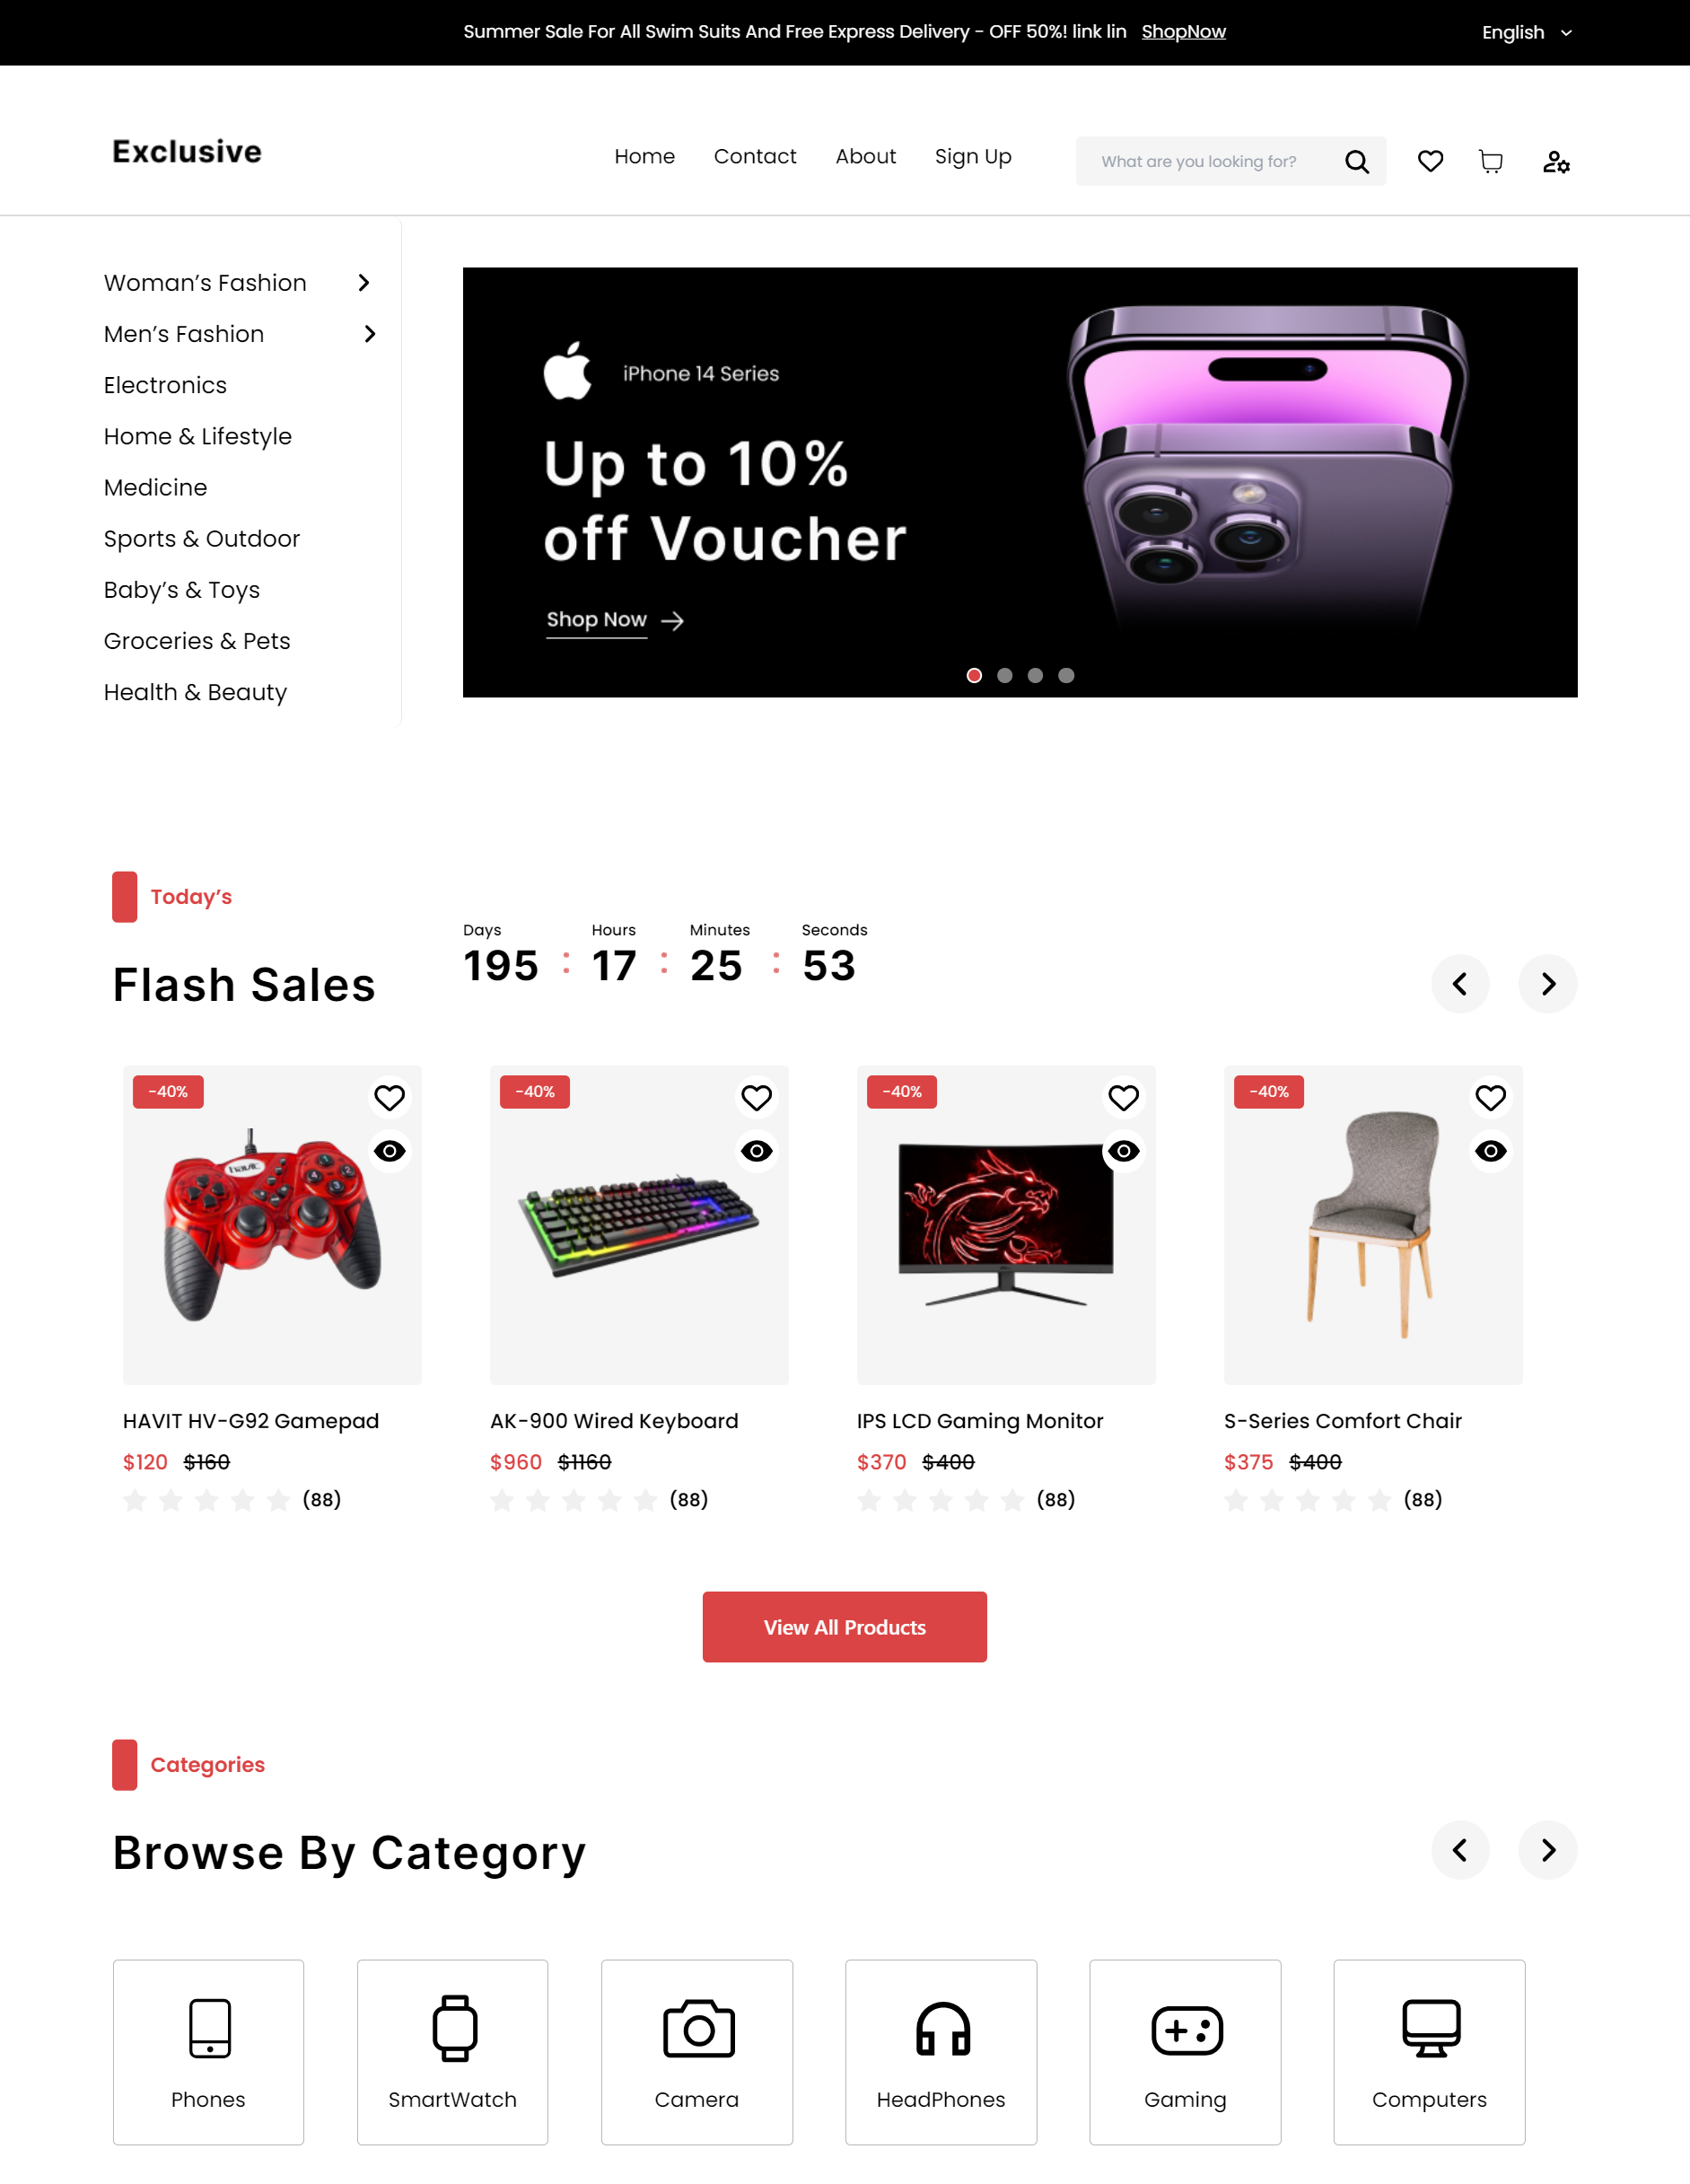 Summer Sale For All Swim Suits And Free Express Delivery - OFF 50%! link lin ShopNow
English
Exclusive
Home Contact About Sign Up
What are you looking for?
Woman’s Fashion
Men’s Fashion
Electronics
Home & Lifestyle
Medicine
Sports & Outdoor
Baby’s & Toys
Groceries & Pets
Health & Beauty
iPhone 14 Series
Up to 10%
off Voucher
Shop Now
Today’s
Flash Sales
Days Hours Minutes Seconds
195 : 17 : 25 : 53
-40%
havit
HAVIT HV-G92 Gamepad
$120 $160
(88)
-40%
AK-900 Wired Keyboard
$960 $1160
(88)
-40%
IPS LCD Gaming Monitor
$370 $400
(88)
-40%
S-Series Comfort Chair
$375 $400
(88)
View All Products
Categories
Browse By Category
Phones
SmartWatch
Camera
HeadPhones
Gaming
Computers